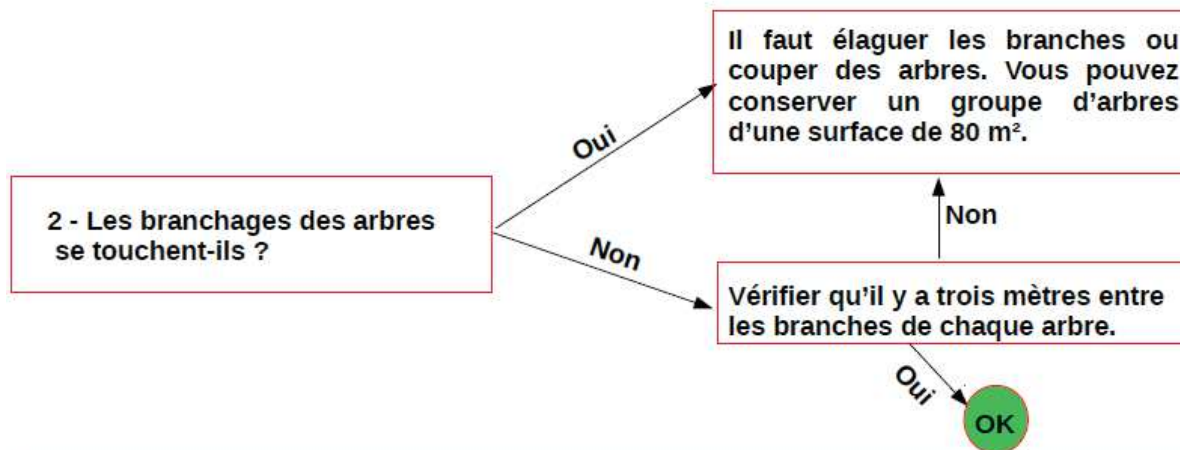 Il faut élaguer les branches ou
couper des arbres. Vous pouvez
conserver un groupe d'arbres
d'une surface de 80 m².
Oui
2 - Les branchages des arbres
se touchent-ils ?
Non
Non
Vérifier qu'il y a trois mètres entre
les branches de chaque arbre.
Oui
OK